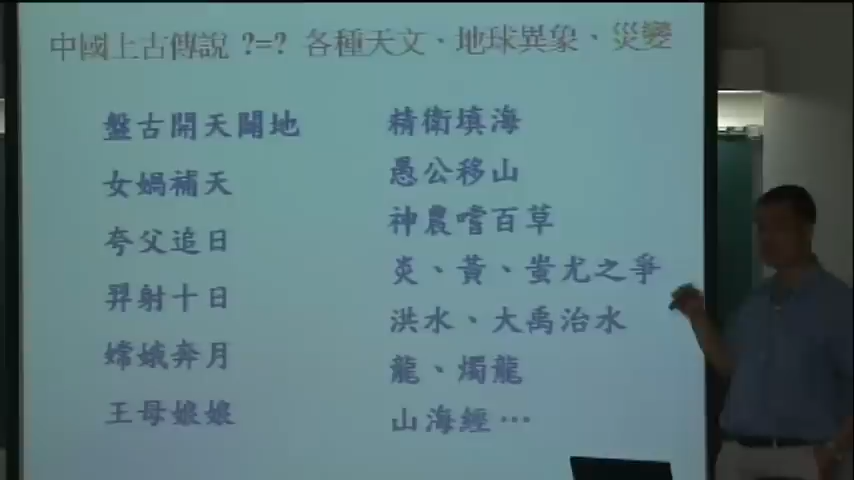 中國上古傳說 ?=? 各種天文、地球異象、災變
盤古開天闢地
女媧補天
夸父追日
羿射十日
嫦娥奔月
王母娘娘
精衛填海
愚公移山
神農嚐百草
炎、黃、蚩尤之爭
洪水、大禹治水
龍、燭龍
山海經…